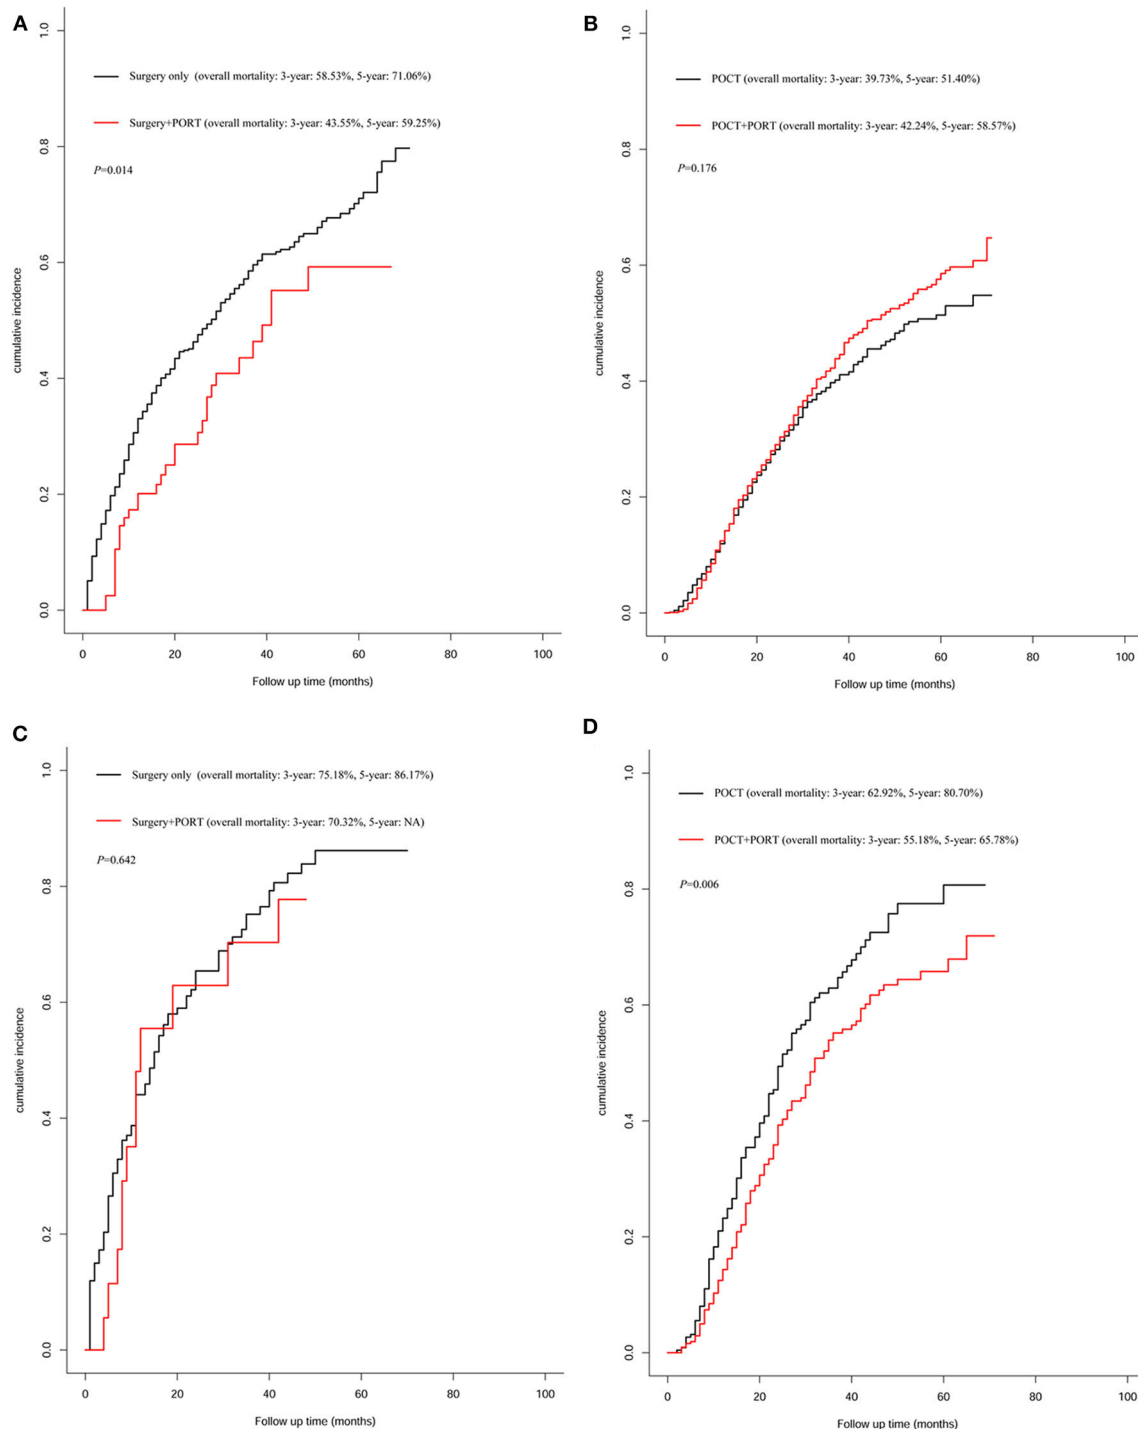 A
Surgery only (overall mortality: 3-year: 58.53%, 5-year: 71.06%)
Surgery+PORT (overall mortality: 3-year: 43.55%, 5-year: 59.25%)
P=0.014
cumulative incidence
1.0
0.8
0.6
0.4
0.2
0.0
0 20 40 60 80 100
Follow up time (months)
B
POCT (overall mortality: 3-year: 39.73%, 5-year: 51.40%)
POCT+PORT (overall mortality: 3-year: 42.24%, 5-year: 58.57%)
P=0.176
cumulative incidence
1.0
0.8
0.6
0.4
0.2
0.0
0 20 40 60 80 100
Follow up time (months)
C
Surgery only (overall mortality: 3-year: 75.18%, 5-year: 86.17%)
Surgery+PORT (overall mortality: 3-year: 70.32%, 5-year: NA)
P=0.642
cumulative incidence
1.0
0.8
0.6
0.4
0.2
0.0
0 20 40 60 80 100
Follow up time (months)
D
POCT (overall mortality: 3-year: 62.92%, 5-year: 80.70%)
POCT+PORT (overall mortality: 3-year: 55.18%, 5-year: 65.78%)
P=0.006
cumulative incidence
1.0
0.8
0.6
0.4
0.2
0.0
0 20 40 60 80 100
Follow up time (months)